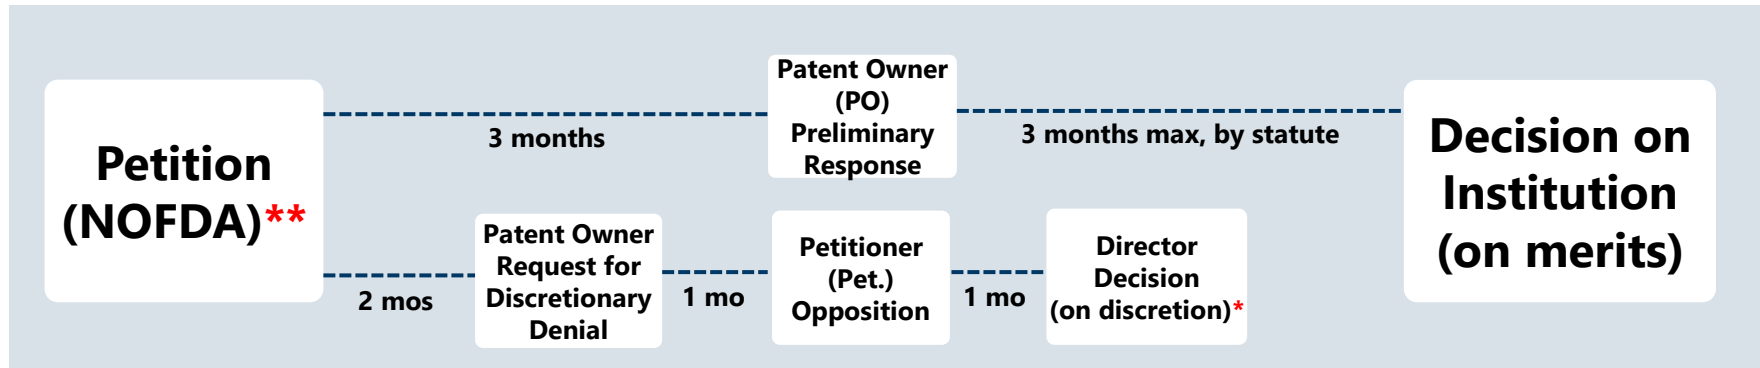 Petition
(NOFDA)**
3 months
Patent Owner
(PO)
Preliminary
Response
3 months max, by statute
Decision on
Institution
(on merits)
2 mos
Patent Owner
Request for
Discretionary
Denial
1 mo
Petitioner
(Pet.)
Opposition
1 mo
Director
Decision
(on discretion)*